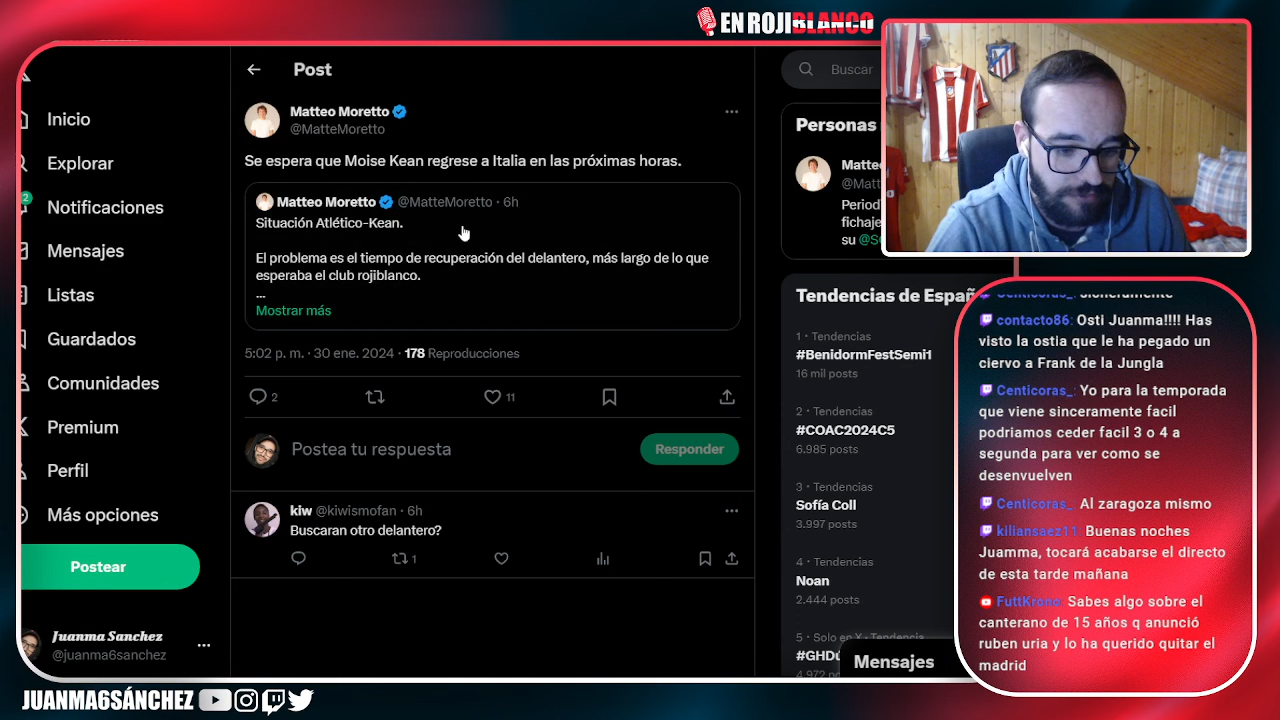 EN ROJIBLANCO
Post
Buscar
Inicio
Explorar
2
Notificaciones
Mensajes
Listas
Guardados
Comunidades
Premium
Perfil
Más opciones
Postear
Juanma Sanchez
@juanma6sanchez
Matteo Moretto
@MatteMoretto
Se espera que Moise Kean regrese a Italia en las próximas horas.
Matteo Moretto @MatteMoretto · 6h
Situación Atlético-Kean.
El problema es el tiempo de recuperación del delantero, más largo de lo que
esperaba el club rojiblanco.
...
Mostrar más
5:02 p. m. · 30 ene. 2024 · 178 Reproducciones
2
11
Postea tu respuesta
Responder
kiw @kiwismofan · 6h
Buscaran otro delantero?
1
Personas
Matte
@Matt
Period
fichaje
su
Tendencias de Españ
1 · Tendencias
#BenidormFestSemi1
16 mil posts
2 · Tendencias
#COAC2024C5
6.985 posts
3 · Tendencias
Sofía Coll
3.997 posts
4 · Tendencias
Noan
2.444 posts
5 · Solo en X · Tendencia
#GHDú
4.972
Mensajes
contacto86: Osti Juanma!!!! Has
visto la ostia que le ha pegado un
ciervo a Frank de la Jungla
Centicoras_: Yo para la temporada
que viene sinceramente facil
podriamos ceder facil 3 o 4 a
segunda para ver como se
desenvuelven
Centicoras_: Al zaragoza mismo
kiliansaez11: Buenas noches
Juamma, tocará acabarse el directo
de esta tarde mañana
FuttKrono: Sabes algo sobre el
canterano de 15 años q anunció
ruben uria y lo ha querido quitar el
madrid
JUANMA6SÁNCHEZ